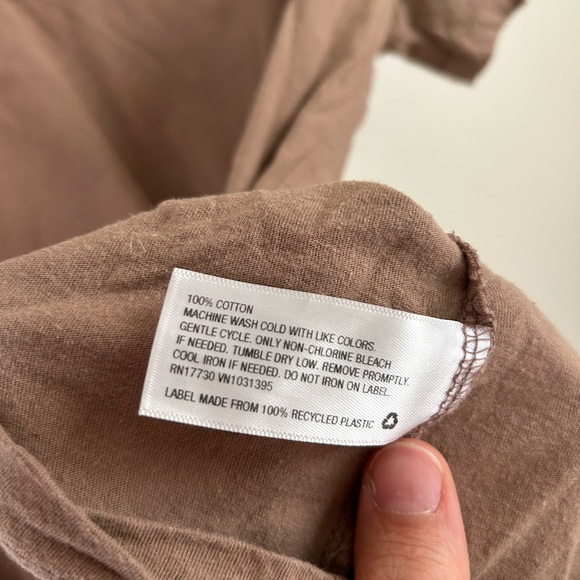 100% COTTON
MACHINE WASH COLD WITH LIKE COLORS.
GENTLE CYCLE. ONLY NON-CHLORINE BLEACH
IF NEEDED. TUMBLE DRY LOW. REMOVE PROMPTLY.
COOL IRON IF NEEDED. DO NOT IRON ON LABEL.
RN17730 VN1031395
LABEL MADE FROM 100% RECYCLED PLASTIC